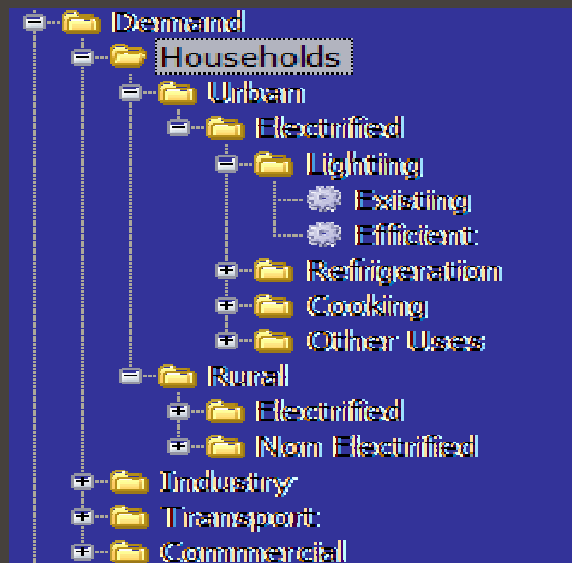 Demand
Households
Urban
Electrified
Lighting
Existing
Efficient
Refrigeration
Cooking
Other Uses
Rural
Electrified
Non Electrified
Industry
Transport
Commercial